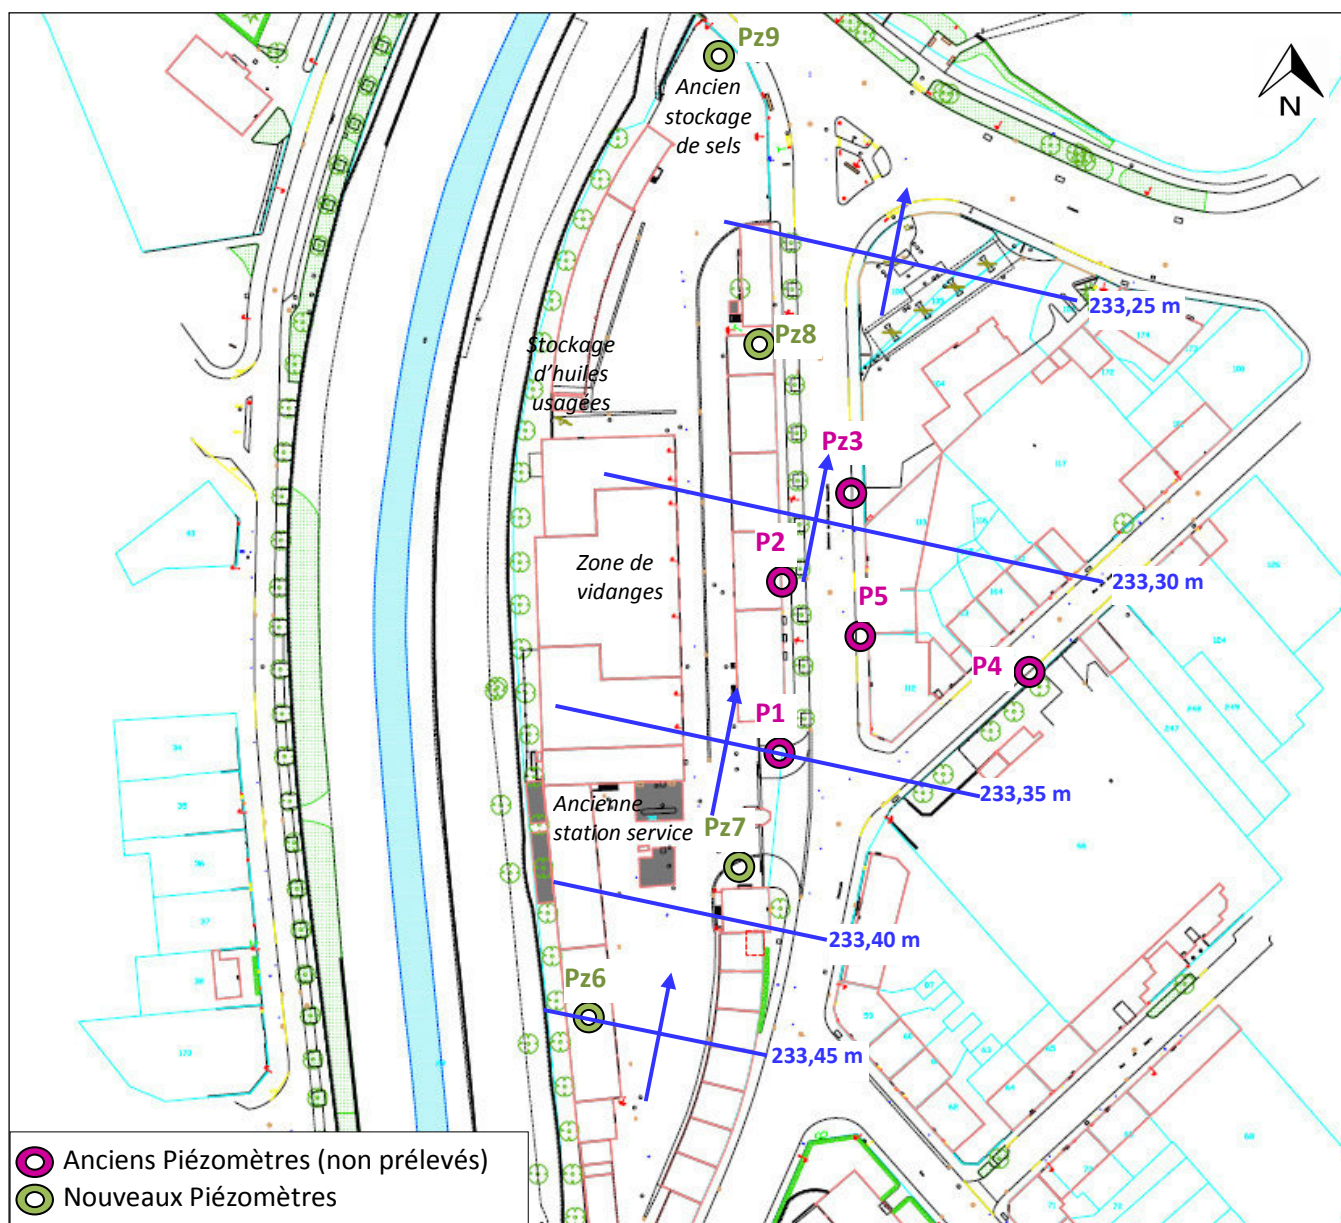 Pz9
Ancien
stockage
de sels
N
233,25 m
Pz8
Stockage
d'huiles
usagées
Pz3
P2
Zone de
vidanges
233,30 m
P5
P4
P1
233,35 m
Ancienne
station service
Pz7
233,40 m
Pz6
233,45 m
Anciens Piézomètres (non prélevés)
Nouveaux Piézomètres